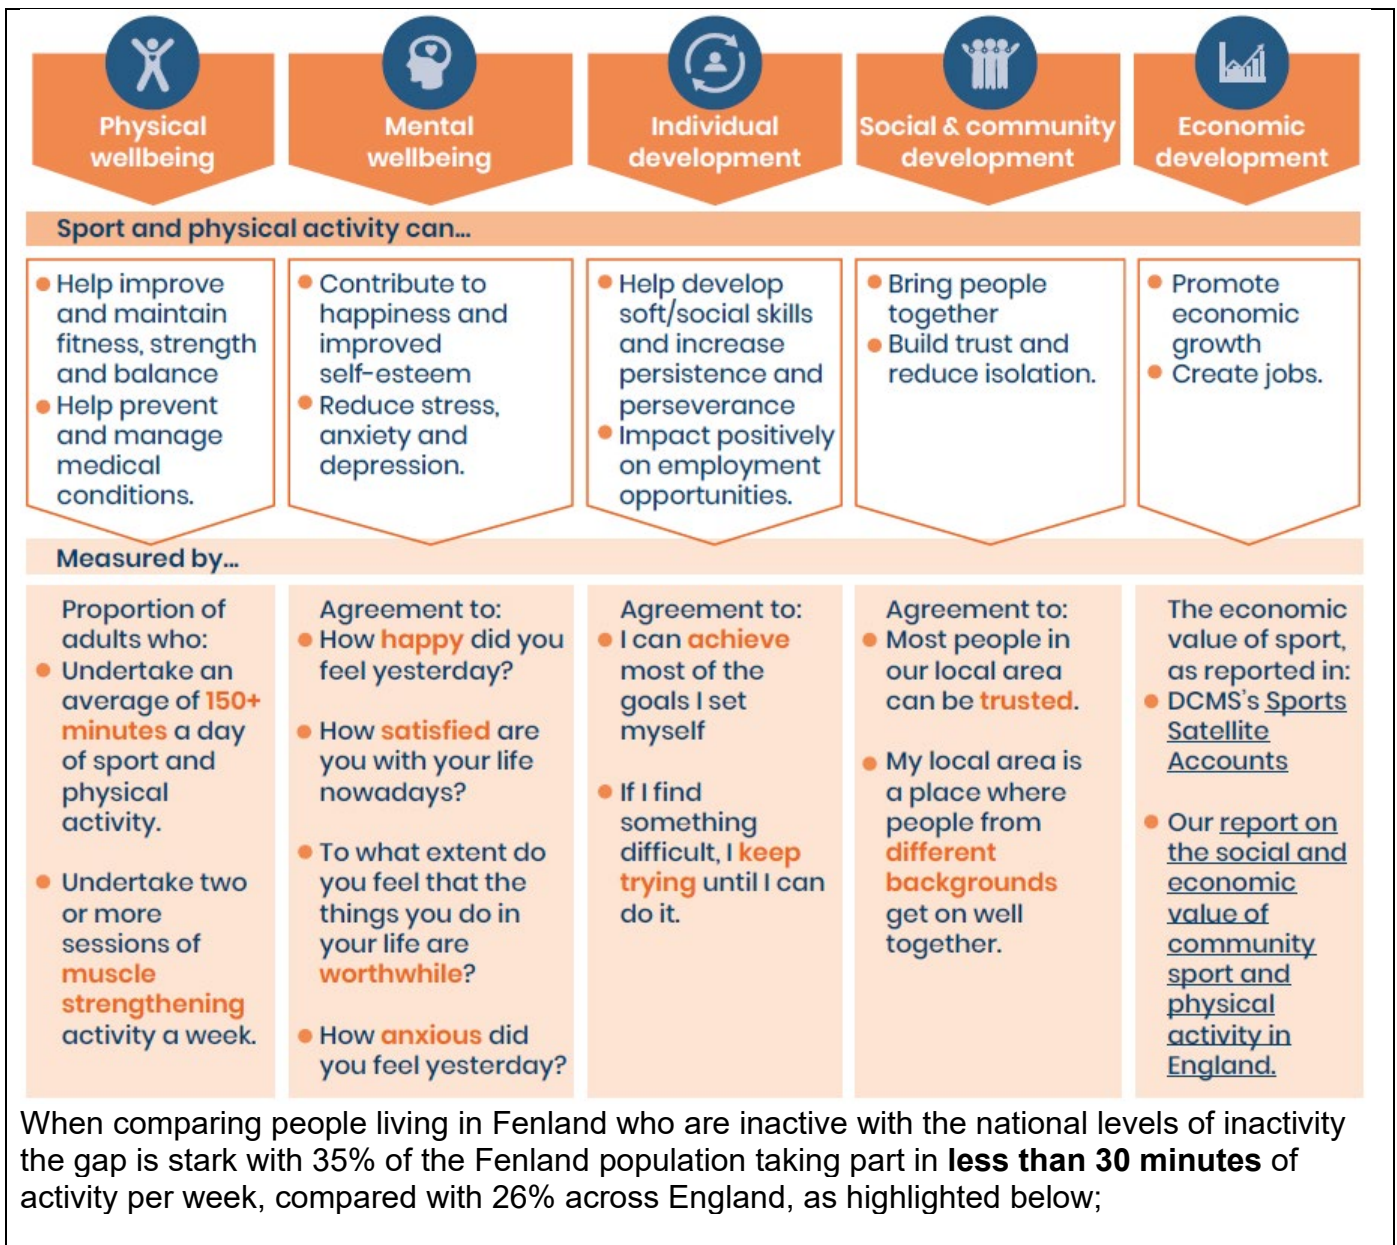 Physical
wellbeing
Mental
wellbeing
Individual
development
Social & community
development
Economic
development
Sport and physical activity can...
Help improve
and maintain
fitness, strength
and balance
Help prevent
and manage
medical
conditions.
Contribute to
happiness and
improved
self-esteem
Reduce stress,
anxiety and
depression.
Help develop
soft/social skills
and increase
persistence and
perseverance
Impact positively
on employment
opportunities.
Bring people
together
Build trust and
reduce isolation.
Promote
economic
growth
Create jobs.
Measured by...
Proportion of
adults who:
Undertake an
average of 150+
minutes a day
of sport and
physical
activity.
Undertake two
or more
sessions of
muscle
strengthening
activity a week.
Agreement to:
How happy did you
feel yesterday?
How satisfied are
you with your life
nowadays?
To what extent do
you feel that the
things you do in
your life are
worthwhile?
How anxious did
you feel yesterday?
Agreement to:
I can achieve
most of the
goals I set
myself
If I find
something
difficult, I keep
trying until I can
do it.
Agreement to:
Most people in
our local area
can be trusted.
My local area is
a place where
people from
different
backgrounds
get on well
together.
The economic
value of sport,
as reported in:
DCMS's Sports
Satellite
Accounts
Our report on
the social and
economic
value of
community
sport and
physical
activity in
England.
When comparing people living in Fenland who are inactive with the national levels of inactivity
the gap is stark with 35% of the Fenland population taking part in less than 30 minutes of
activity per week, compared with 26% across England, as highlighted below;